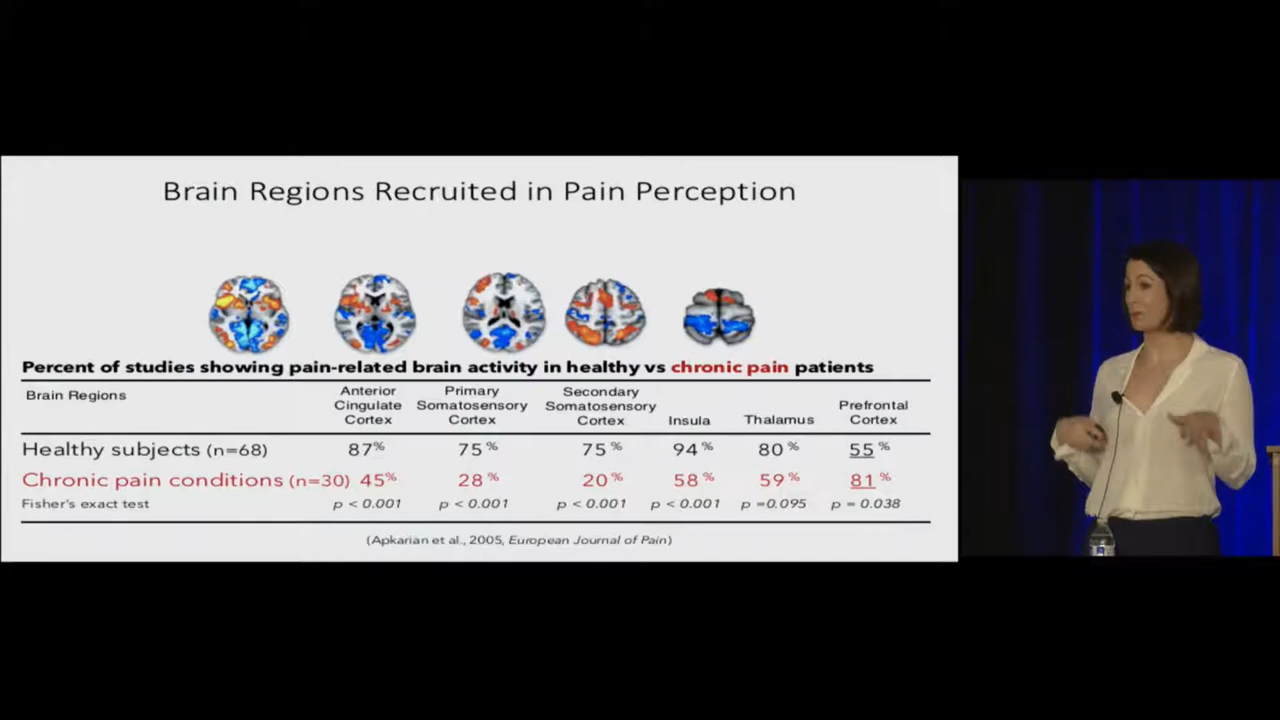 Brain Regions Recruited in Pain Perception
Percent of studies showing pain-related brain activity in healthy vs chronic pain patients
Brain Regions Anterior Cingulate Cortex Primary Somatosensory Cortex Secondary Somatosensory Cortex Insula Thalamus Prefrontal Cortex
Healthy subjects (n=68) 87% 75% 75% 94% 80% 55%
Chronic pain conditions (n=30) 45% 28% 20% 58% 59% 81%
Fisher's exact test p < 0.001 p < 0.001 p < 0.001 p < 0.001 p =0.095 p = 0.038
(Apkarian et al., 2005, European Journal of Pain)